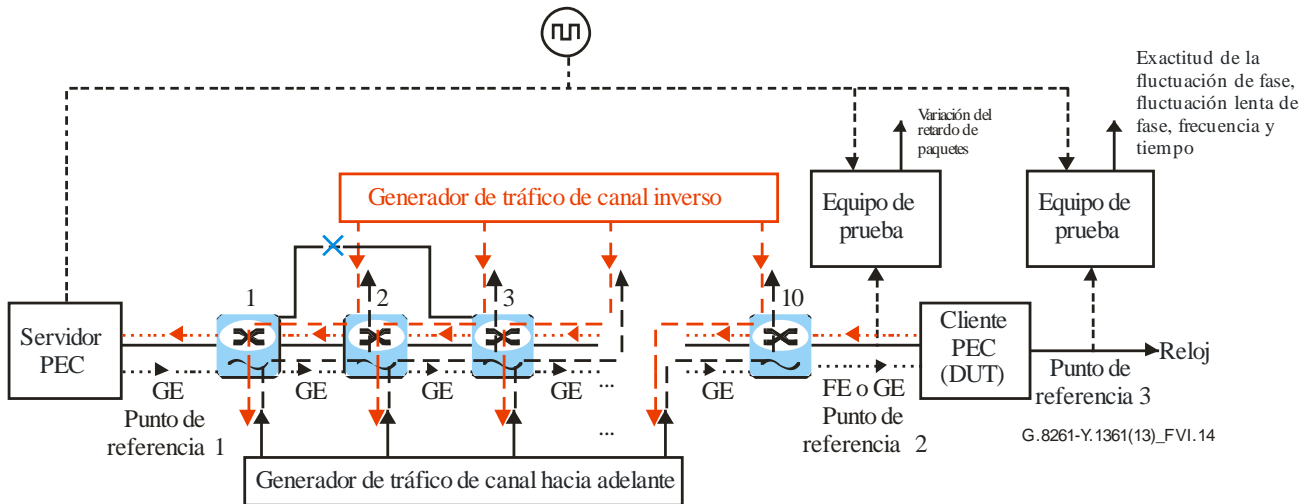 Exactitud de la
fluctuación de fase,
fluctuación lenta de
fase, frecuencia y
tiempo
Variación del
retardo de
paquetes
Generador de tráfico de canal inverso
Equipo de
prueba
Equipo de
prueba
1
2
3
10
Servidor
PEC
Cliente
PEC
(DUT)
Reloj
GE
GE
GE
GE
...
GE
FE o GE
Punto de
referencia 1
...
Punto de
referencia 2
Punto de
referencia 3
G.8261-Y.1361(13)_FVI.14
Generador de tráfico de canal hacia adelante